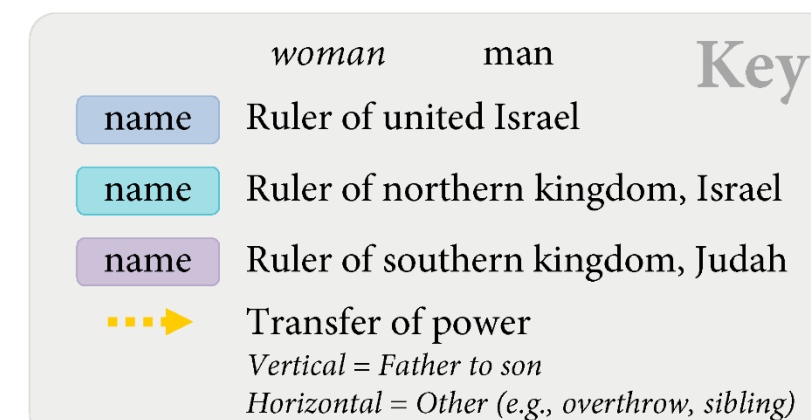 woman man Key
name Ruler of united Israel
name Ruler of northern kingdom, Israel
name Ruler of southern kingdom, Judah
Transfer of power
Vertical = Father to son
Horizontal = Other (e.g., overthrow, sibling)